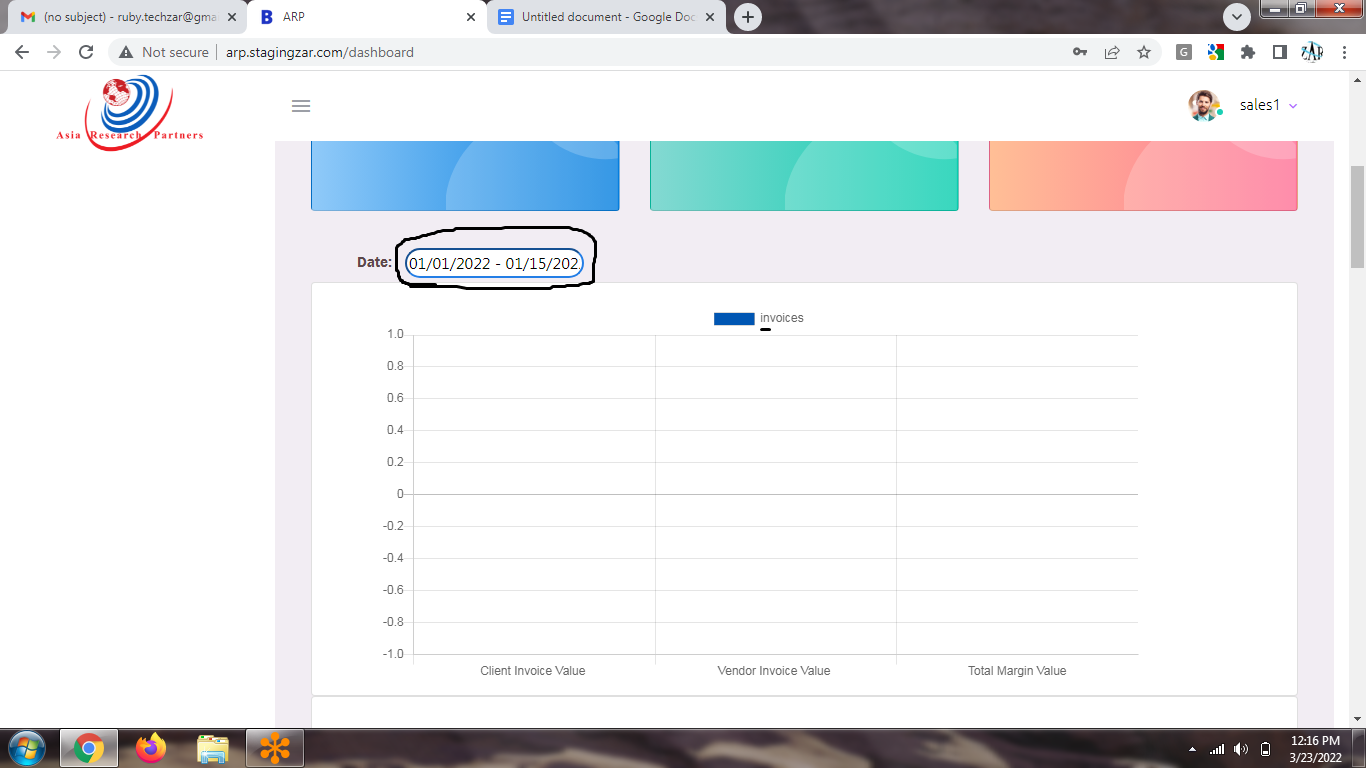 (no subject) - ruby.techzar@gma
ARP
Untitled document - Google Doc
Not secure
arp.stagingzar.com/dashboard
G
ZAR
Asia Research Partners
sales1
Date:
01/01/2022 - 01/15/202
invoices
1.0
0.8
0.6
0.4
0.2
0
-0.2
-0.4
-0.6
-0.8
-1.0
Client Invoice Value
Vendor Invoice Value
Total Margin Value
12:16 PM
3/23/2022